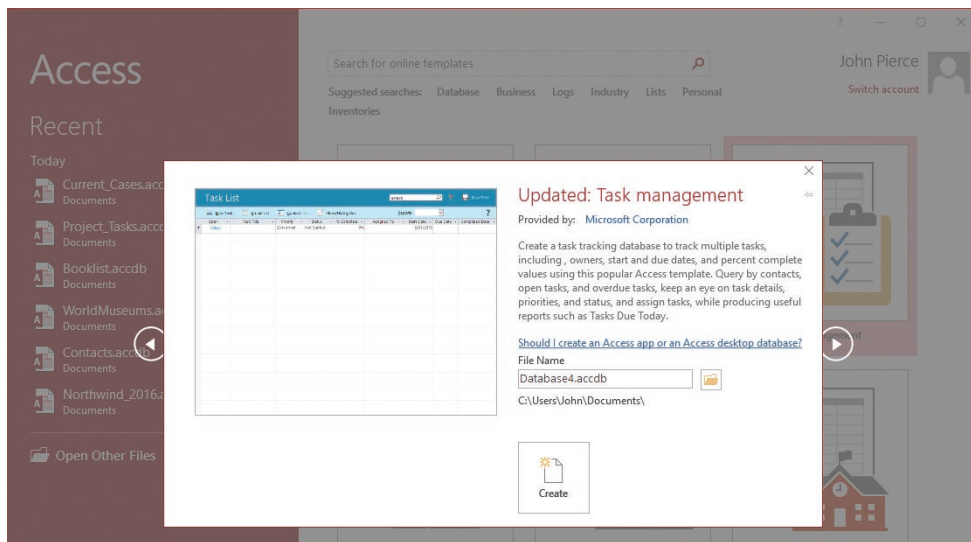 ?
Access
Search for online templates
John Pierce
Switch account
Suggested searches: Database Business Logs Industry Lists Personal
Inventories
Recent
Today
Current_Cases.acc
Documents
Project_Tasks.accd
Documents
Booklist.accdb
Documents
WorldMuseums.a
Documents
Contacts.accdb
Documents
Northwind_2016.a
Documents
Open Other Files
Task List
Search
?
Updated: Task management
Provided by: Microsoft Corporation
Create a task tracking database to track multiple tasks,
including , owners, start and due dates, and percent complete
values using this popular Access template. Query by contacts,
open tasks, and overdue tasks, keep an eye on task details,
priorities, and status, and assign tasks, while producing useful
reports such as Tasks Due Today.
Should I create an Access app or an Access desktop database?
File Name
Database4.accdb
C:\Users\John\Documents\
Create
agement